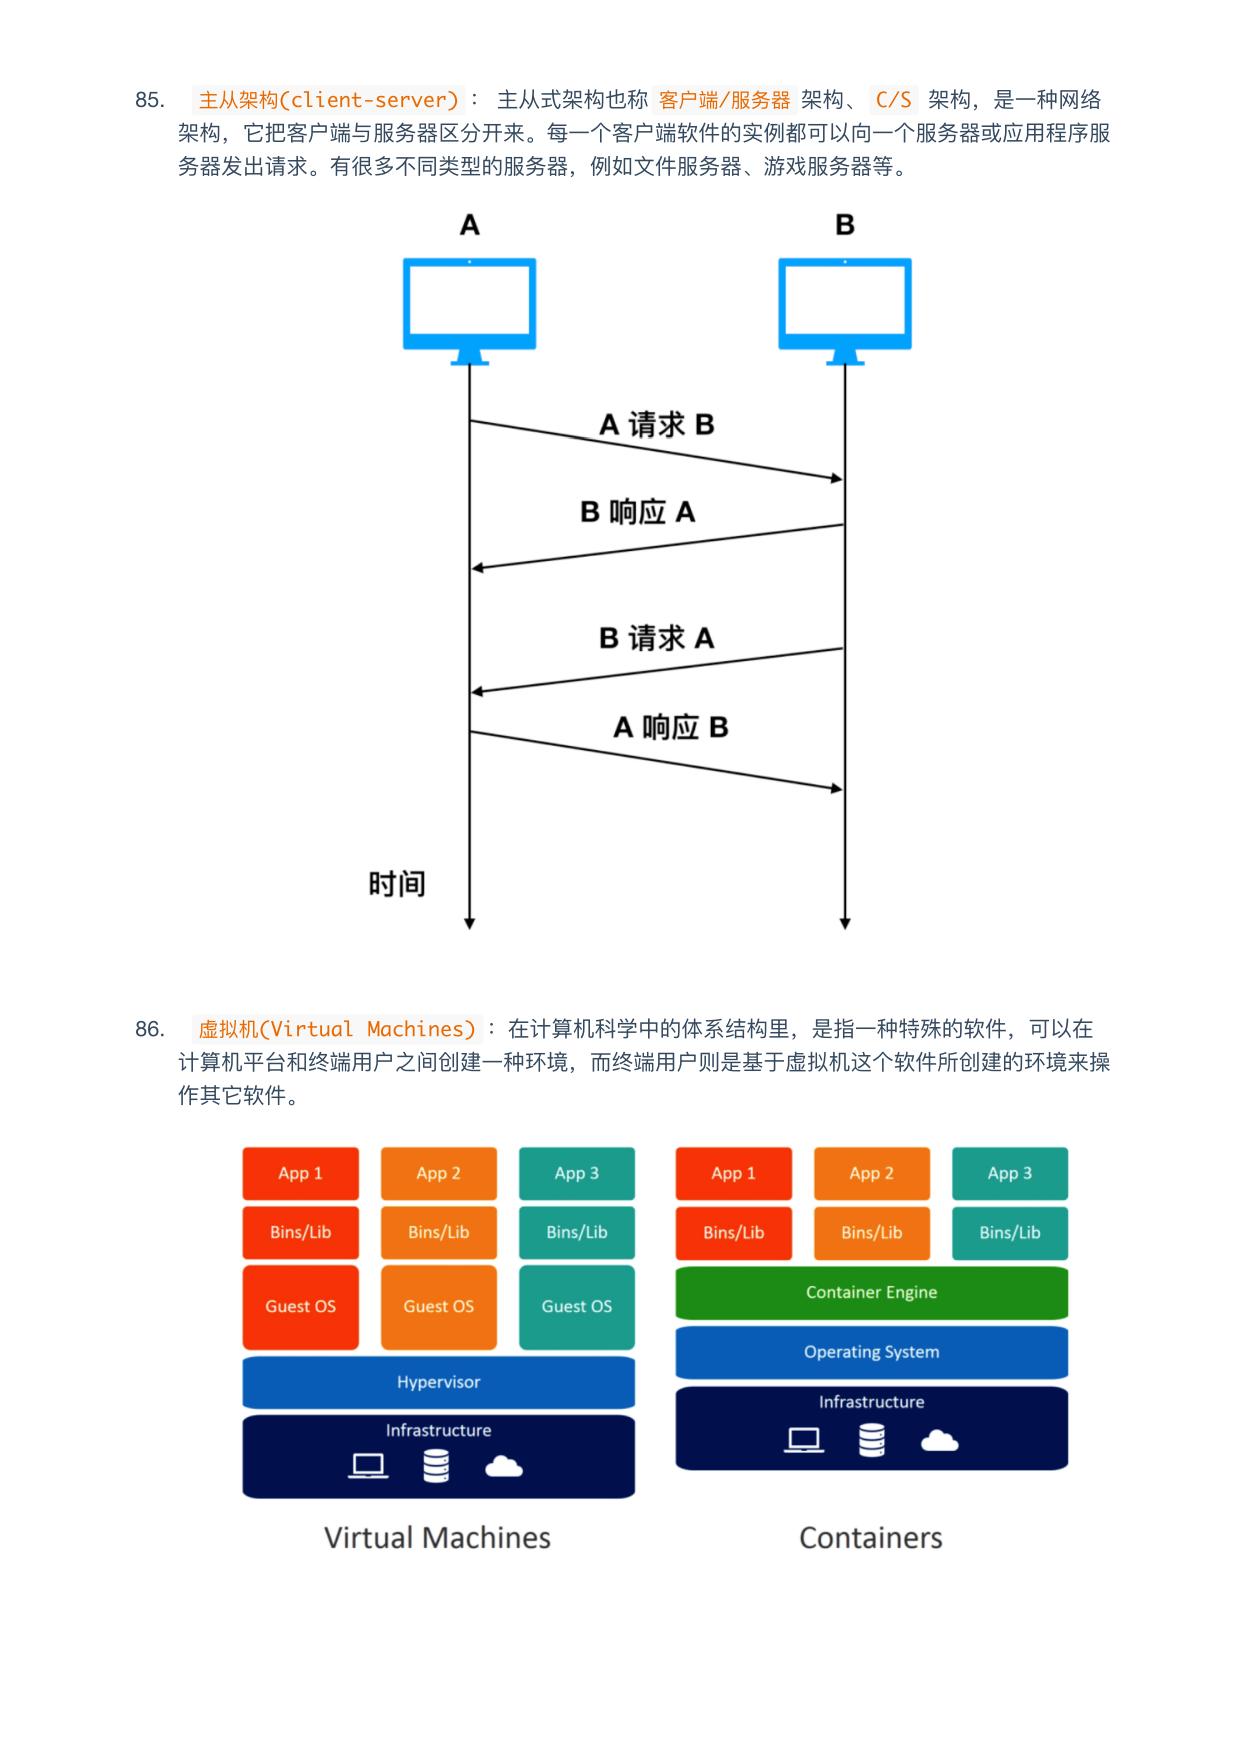 85. 主从架构(client-server)： 主从式架构也称 客户端/服务器 架构、 C/S 架构，是一种网络
架构，它把客户端与服务器区分开来。每一个客户端软件的实例都可以向一个服务器或应用程序服
务器发出请求。有很多不同类型的服务器，例如文件服务器、游戏服务器等。
A B
A 请求 B
B 响应 A
B 请求 A
A 响应 B
时间
86. 虚拟机(Virtual Machines)：在计算机科学中的体系结构里，是指一种特殊的软件，可以在
计算机平台和终端用户之间创建一种环境，而终端用户则是基于虚拟机这个软件所创建的环境来操
作其它软件。
App 1 App 2 App 3
Bins/Lib Bins/Lib Bins/Lib
Guest OS Guest OS Guest OS
Hypervisor
Infrastructure
Virtual Machines
App 1 App 2 App 3
Bins/Lib Bins/Lib Bins/Lib
Container Engine
Operating System
Infrastructure
Containers